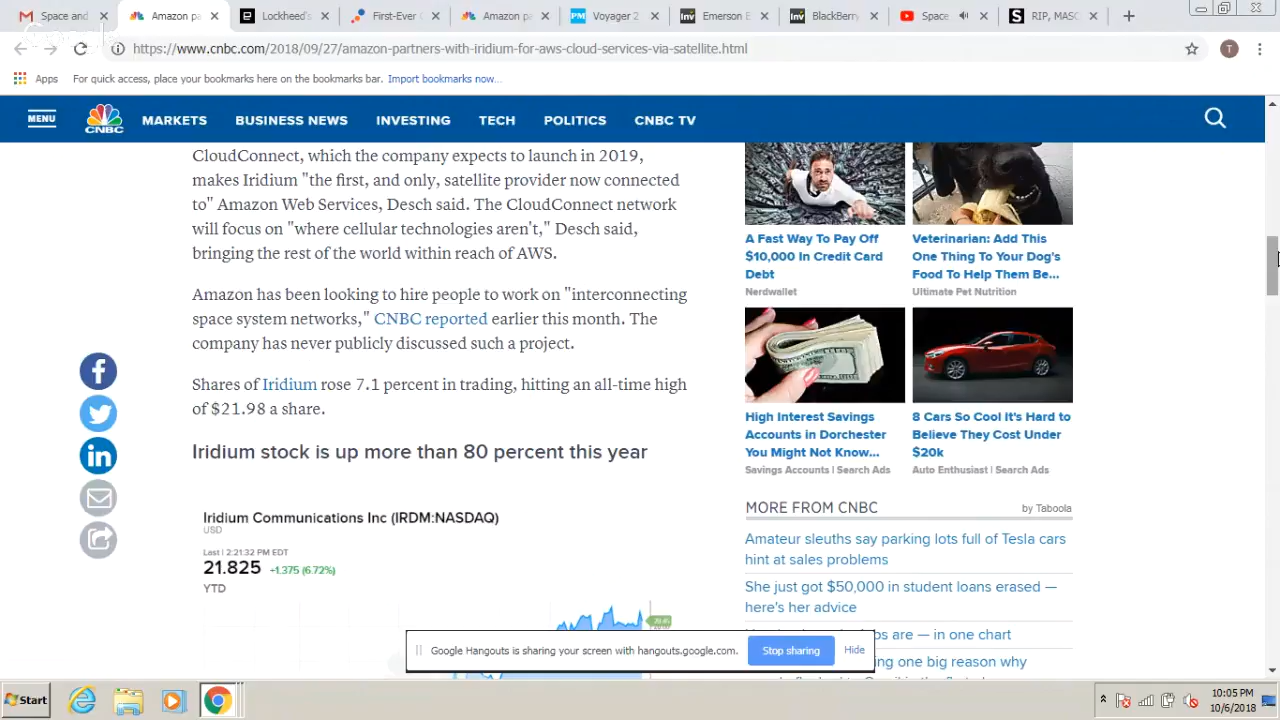 Space and
Amazon pa
Lockheed'
First-Ever
Amazon pa
Voyager 2
Emerson E
BlackBerry
Space
RIP, MASC
https://www.cnbc.com/2018/09/27/amazon-partners-with-iridium-for-aws-cloud-services-via-satellite.html
T
Apps For quick access, place your bookmarks here on the bookmarks bar. Import bookmarks now...
MENU
CNBC
MARKETS BUSINESS NEWS INVESTING TECH POLITICS CNBC TV
CloudConnect, which the company expects to launch in 2019,
makes Iridium "the first, and only, satellite provider now connected
to" Amazon Web Services, Desch said. The CloudConnect network
will focus on "where cellular technologies aren't," Desch said,
bringing the rest of the world within reach of AWS.
Amazon has been looking to hire people to work on "interconnecting
space system networks," CNBC reported earlier this month. The
company has never publicly discussed such a project.
Shares of Iridium rose 7.1 percent in trading, hitting an all-time high
of $21.98 a share.
Iridium stock is up more than 80 percent this year
Iridium Communications Inc (IRDM:NASDAQ)
USD
Last | 2:21:32 PM EDT
21.825 +1.375 (6.72%)
YTD
A Fast Way To Pay Off
$10,000 In Credit Card
Debt
Nerdwallet
Veterinarian: Add This
One Thing To Your Dog's
Food To Help Them Be...
Ultimate Pet Nutrition
High Interest Savings
Accounts in Dorchester
You Might Not Know...
Savings Accounts | Search Ads
8 Cars So Cool It's Hard to
Believe They Cost Under
$20k
Auto Enthusiast | Search Ads
MORE FROM CNBC by Taboola
Amateur sleuths say parking lots full of Tesla cars
hint at sales problems
She just got $50,000 in student loans erased —
here's her advice
are — in one chart
one big reason why
Google Hangouts is sharing your screen with hangouts.google.com. Stop sharing Hide
Start
10:05 PM
10/6/2018